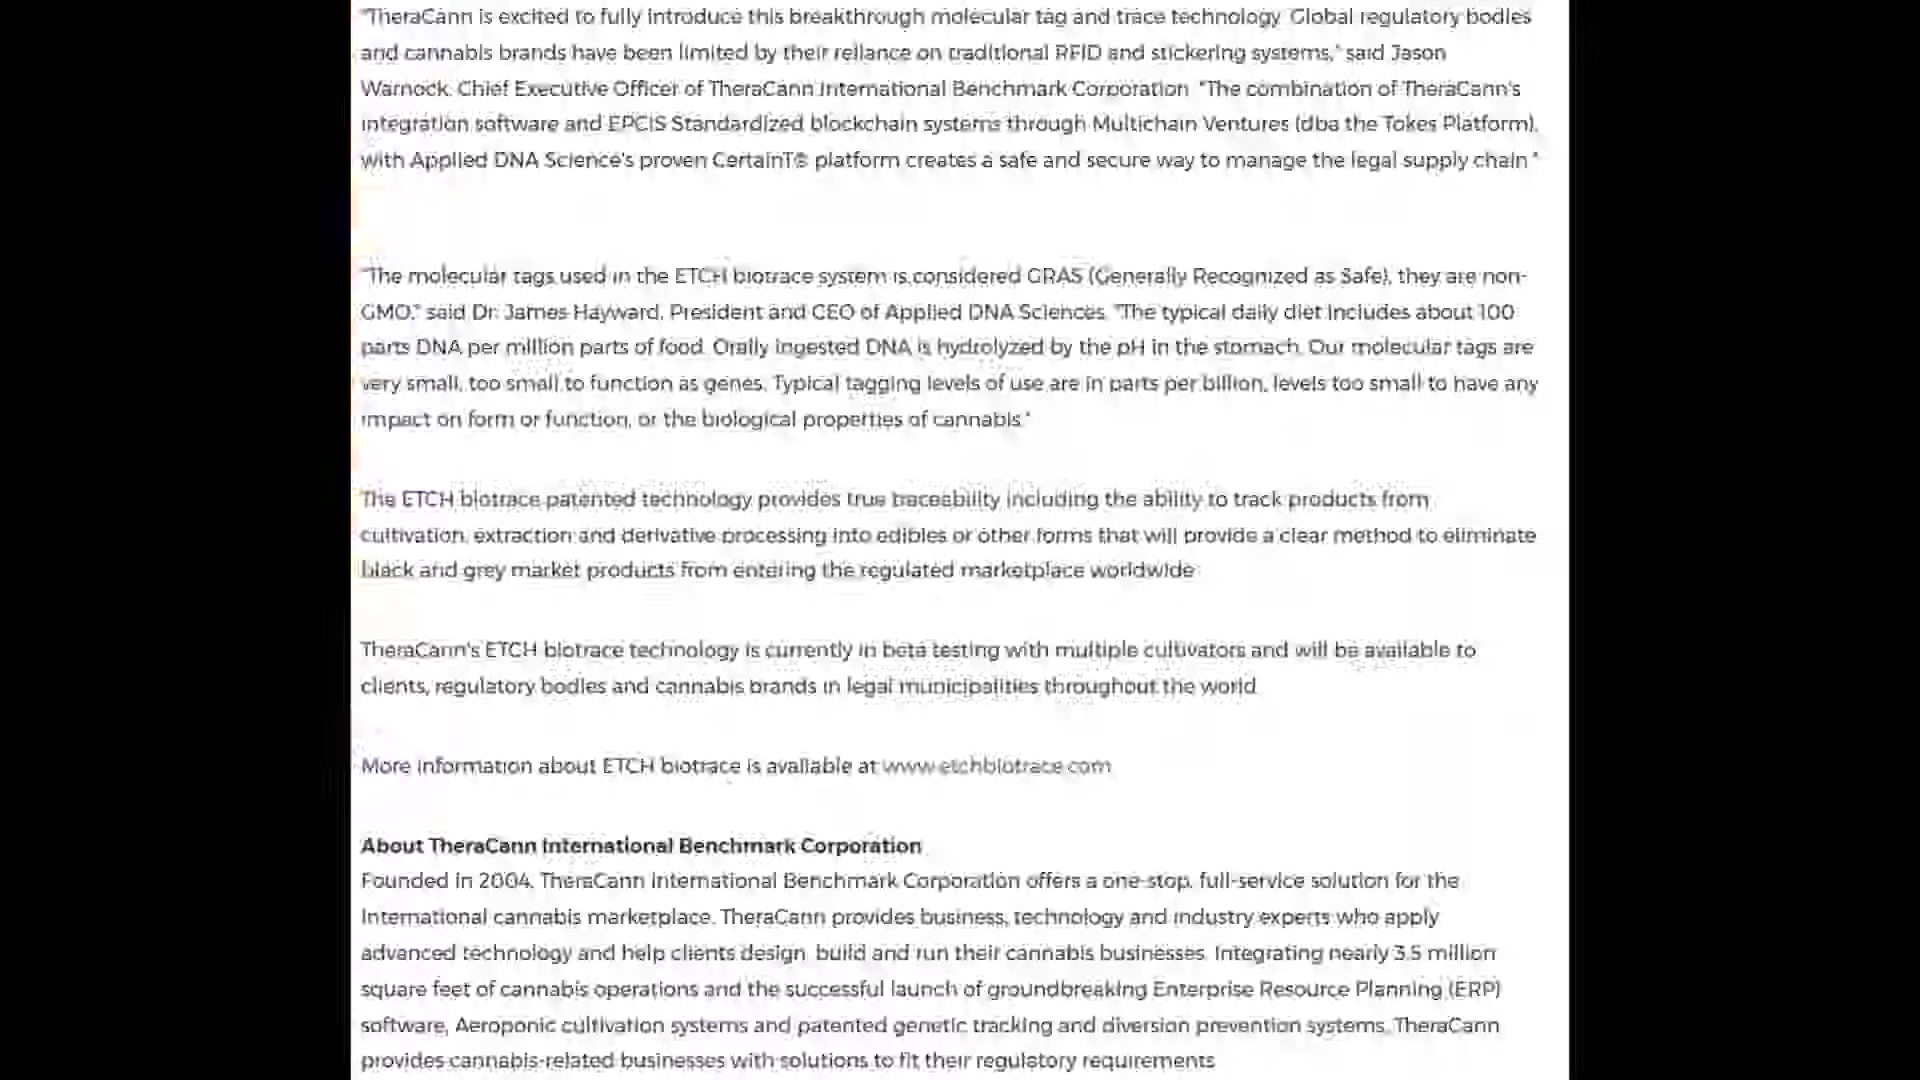 "TheraCann is excited to fully introduce this breakthrough molecular tag and trace technology. Global regulatory bodies
and cannabis brands have been limited by their reliance on traditional RFID and stickering systems," said Jason
Warnock, Chief Executive Officer of TheraCann International Benchmark Corporation. "The combination of TheraCann's
integration software and EPCIS Standardized blockchain systems through Multichain Ventures (dba the Tokes Platform),
with Applied DNA Science's proven CertainT® platform creates a safe and secure way to manage the legal supply chain."
"The molecular tags used in the ETCH biotrace system is considered GRAS (Generally Recognized as Safe), they are non-
GMO," said Dr. James Hayward, President and CEO of Applied DNA Sciences. "The typical daily diet includes about 100
parts DNA per million parts of food. Orally ingested DNA is hydrolyzed by the pH in the stomach. Our molecular tags are
very small, too small to function as genes. Typical tagging levels of use are in parts per billion, levels too small to have any
impact on form or function, or the biological properties of cannabis."
The ETCH biotrace patented technology provides true traceability including the ability to track products from
cultivation, extraction and derivative processing into edibles or other forms that will provide a clear method to eliminate
black and grey market products from entering the regulated marketplace worldwide.
TheraCann's ETCH biotrace technology is currently in beta testing with multiple cultivators and will be available to
clients, regulatory bodies and cannabis brands in legal municipalities throughout the world.
More information about ETCH biotrace is available at www.etchbiotrace.com
About TheraCann International Benchmark Corporation
Founded in 2004, TheraCann International Benchmark Corporation offers a one-stop, full-service solution for the
International cannabis marketplace. TheraCann provides business, technology and industry experts who apply
advanced technology and help clients design, build and run their cannabis businesses. Integrating nearly 3.5 million
square feet of cannabis operations and the successful launch of groundbreaking Enterprise Resource Planning (ERP)
software, Aeroponic cultivation systems and patented genetic tracking and diversion prevention systems, TheraCann
provides cannabis-related businesses with solutions to fit their regulatory requirements.